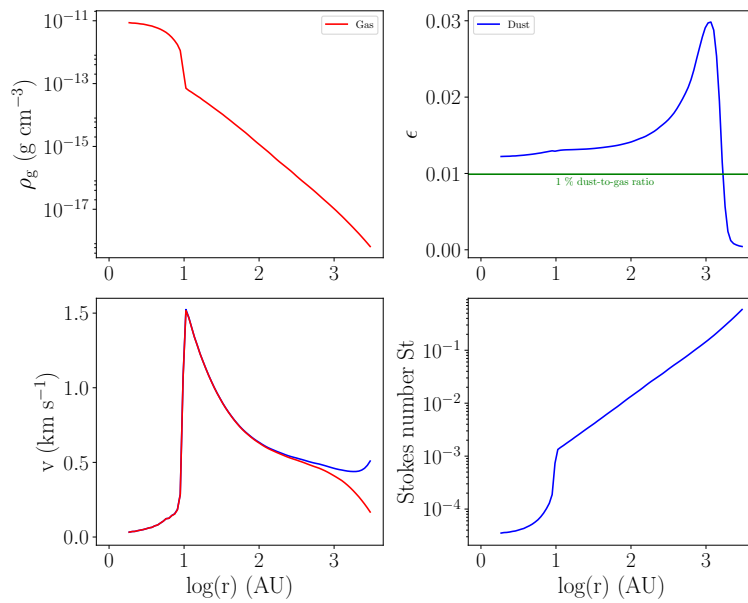 10⁻¹¹
10⁻¹³
10⁻¹⁵
10⁻¹⁷
ρg (g cm⁻³)
Gas
0 1 2 3
0.03
0.02
0.01
0.00
ϵ
Dust
1 % dust-to-gas ratio
0 1 2 3
1.5
1.0
0.5
0.0
v (km s⁻¹)
0 1 2 3
log(r) (AU)
10⁻¹
10⁻²
10⁻³
10⁻⁴
Stokes number St
0 1 2 3
log(r) (AU)